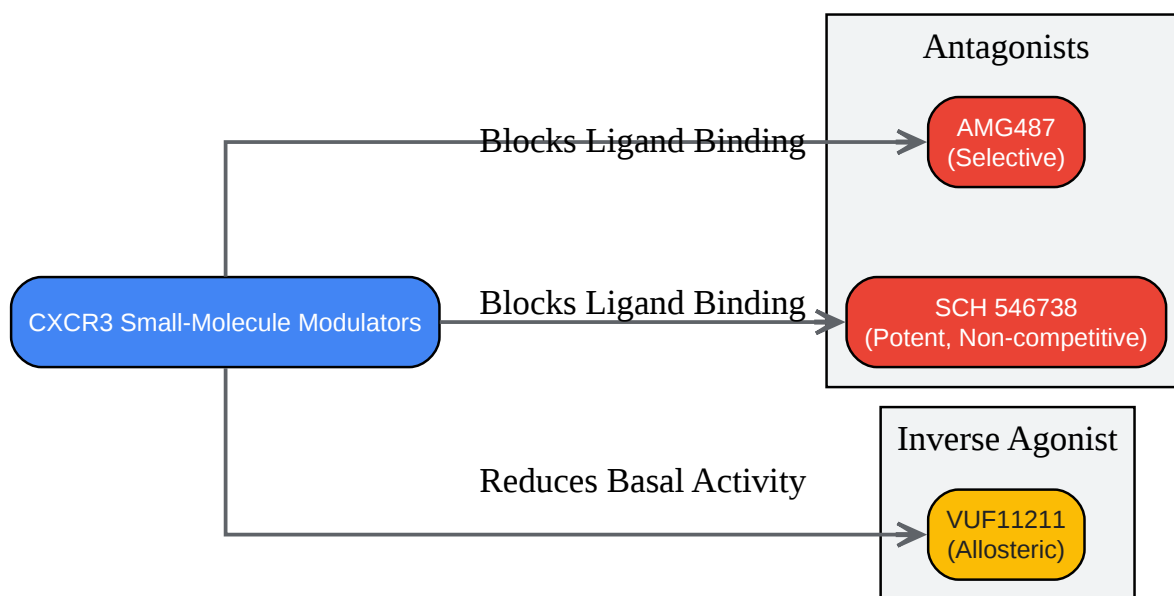 Antagonists
Blocks Ligand Binding
AMG487
(Selective)
CXCR3 Small-Molecule Modulators
Blocks Ligand Binding
SCH 546738
(Potent, Non-competitive)
Inverse Agonist
Reduces Basal Activity
VUF11211
(Allosteric)